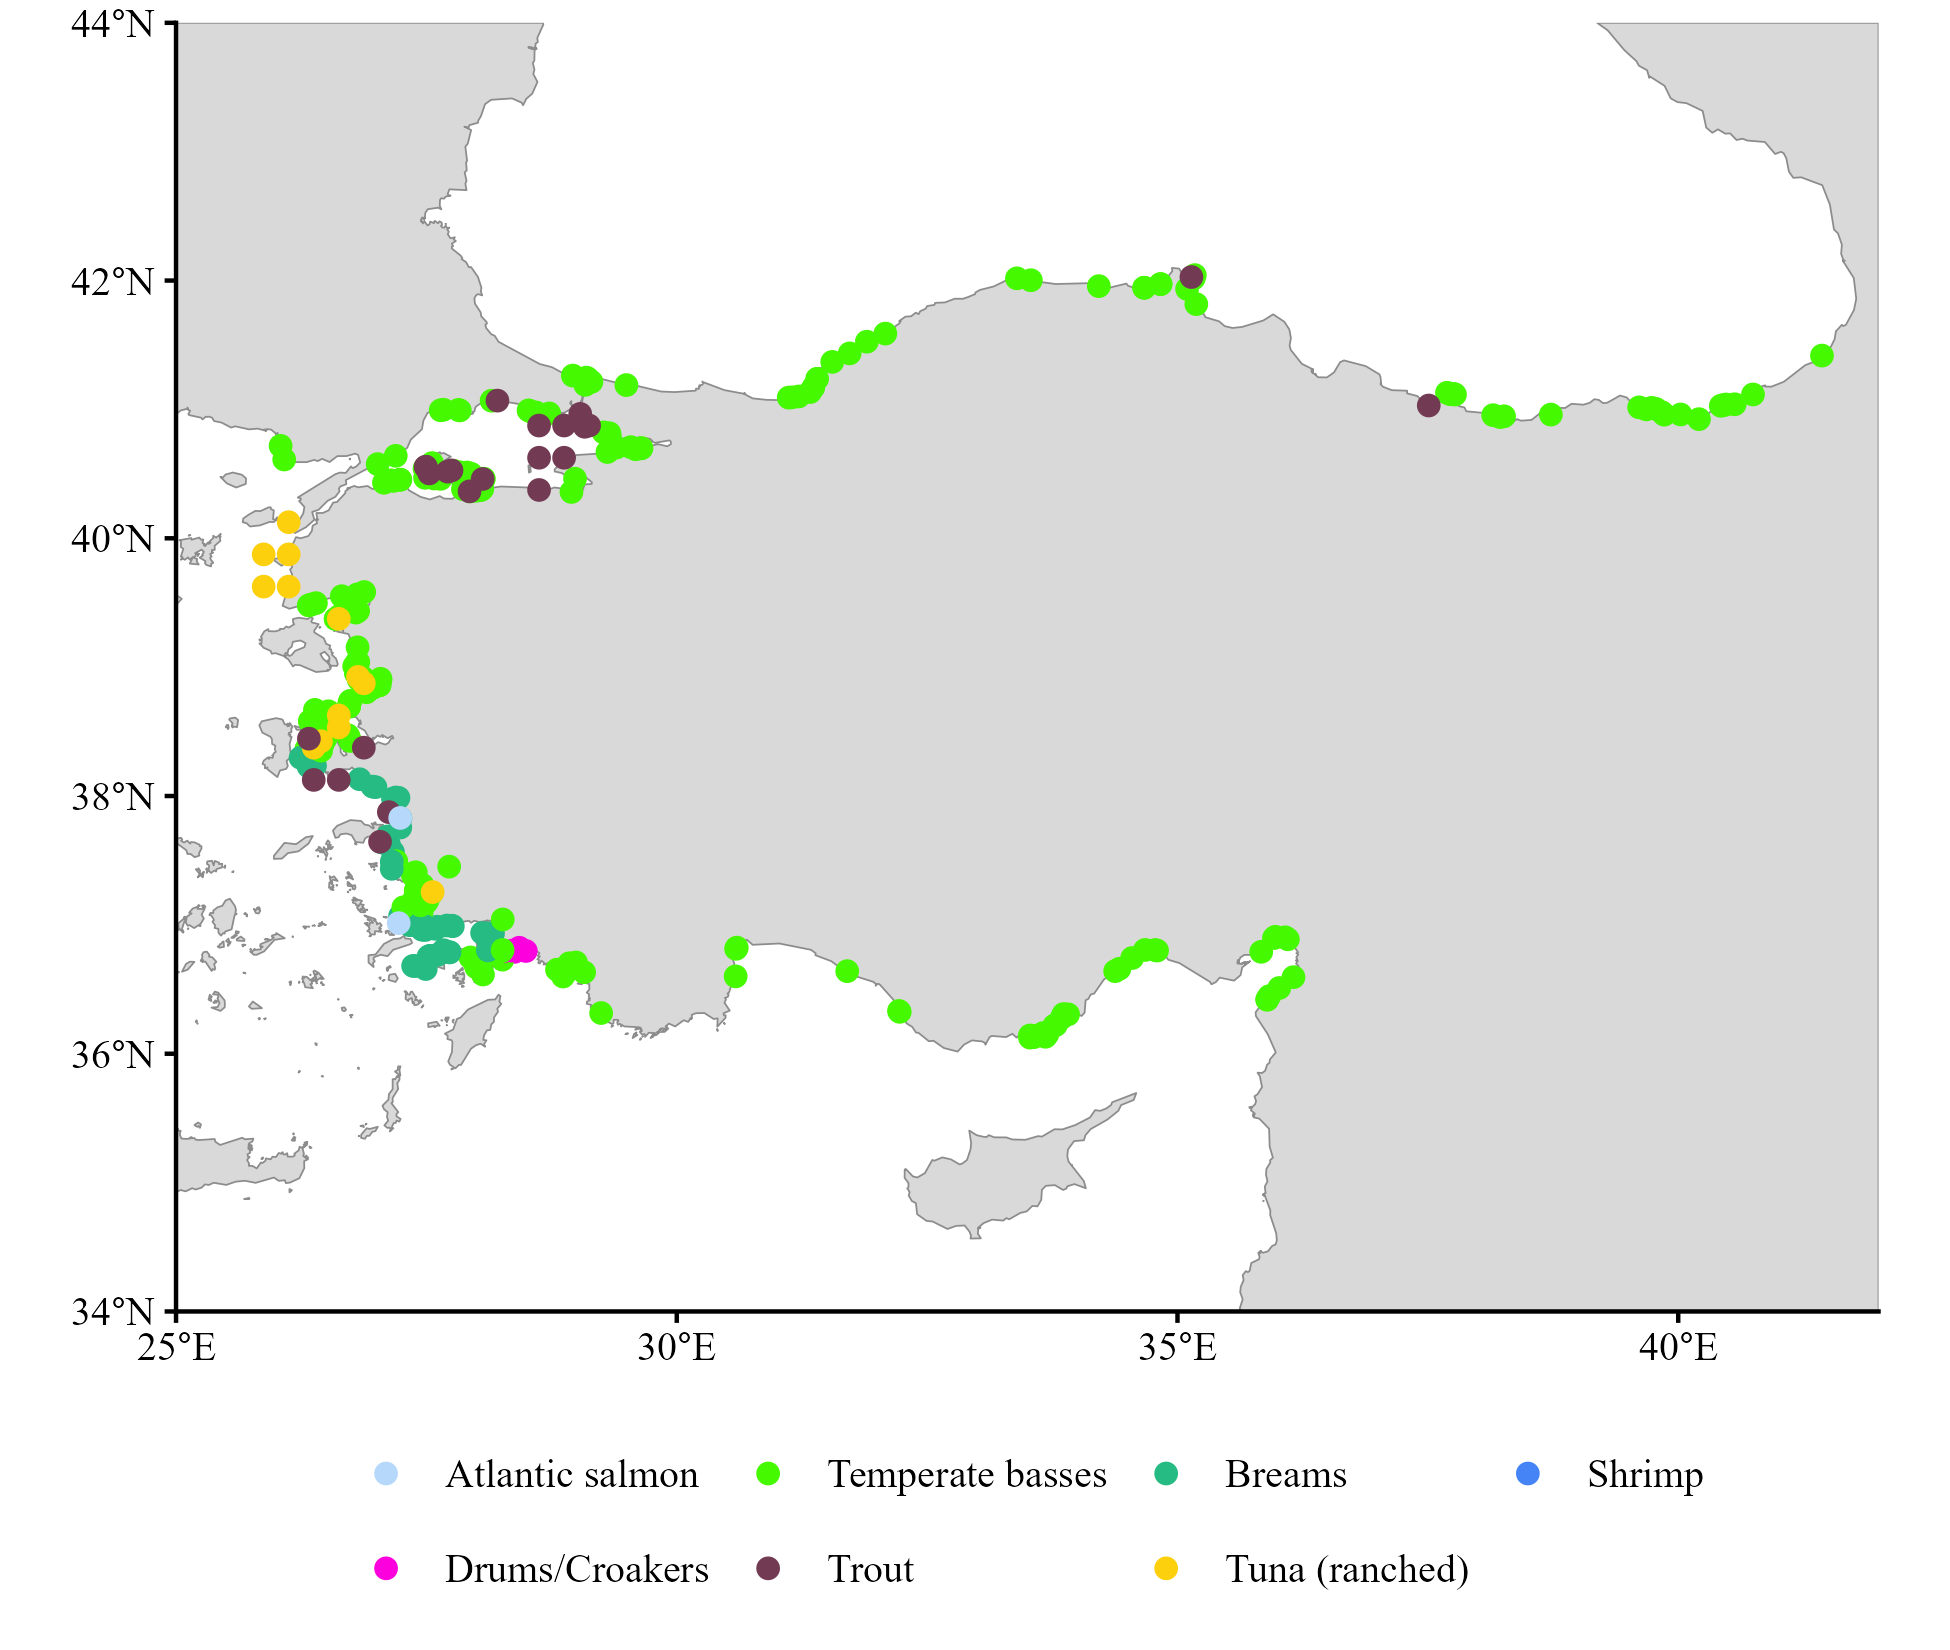 44°N
42°N
40°N
38°N
36°N
34°N
25°E 30°E 35°E 40°E
Atlantic salmon Temperate basses Breams Shrimp
Drums/Croakers Trout Tuna (ranched)